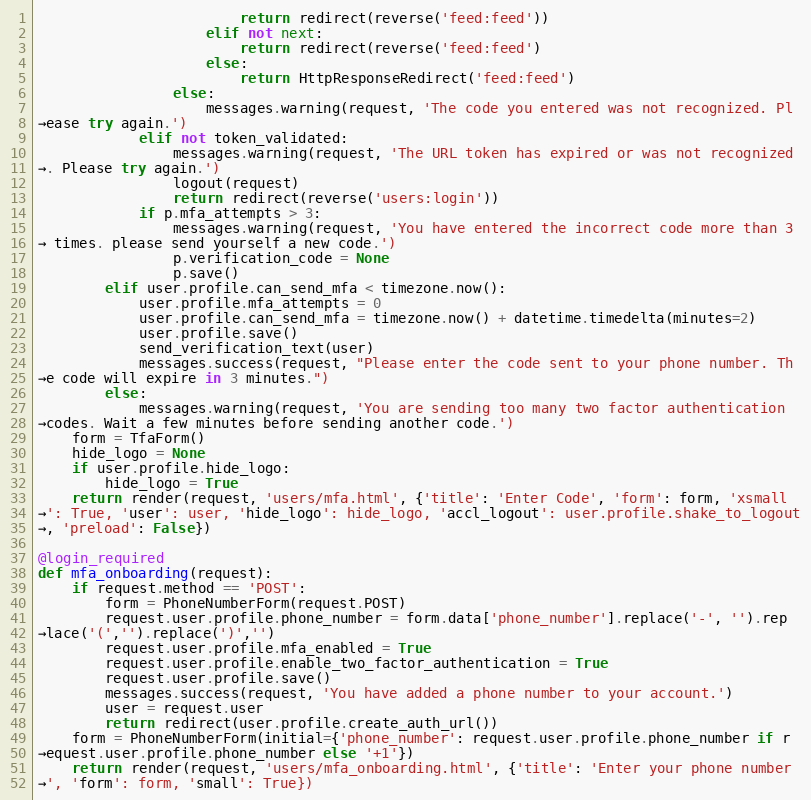 1                         return redirect(reverse('feed:feed'))
2                     elif not next:
3                         return redirect(reverse('feed:feed')
4                     else:
5                         return HttpResponseRedirect('feed:feed')
6                 else:
7                     messages.warning(request, 'The code you entered was not recognized. Pl
8 →ease try again.')
9             elif not token_validated:
10                 messages.warning(request, 'The URL token has expired or was not recognized
11 →. Please try again.')
12                 logout(request)
13                 return redirect(reverse('users:login'))
14             if p.mfa_attempts > 3:
15                 messages.warning(request, 'You have entered the incorrect code more than 3
16 → times. please send yourself a new code.')
17                 p.verification_code = None
18                 p.save()
19         elif user.profile.can_send_mfa < timezone.now():
20             user.profile.mfa_attempts = 0
21             user.profile.can_send_mfa = timezone.now() + datetime.timedelta(minutes=2)
22             user.profile.save()
23             send_verification_text(user)
24             messages.success(request, "Please enter the code sent to your phone number. Th
25 →e code will expire in 3 minutes.")
26         else:
27             messages.warning(request, 'You are sending too many two factor authentication
28 →codes. Wait a few minutes before sending another code.')
29     form = TfaForm()
30     hide_logo = None
31     if user.profile.hide_logo:
32         hide_logo = True
33     return render(request, 'users/mfa.html', {'title': 'Enter Code', 'form': form, 'xsmall
34 →': True, 'user': user, 'hide_logo': hide_logo, 'accl_logout': user.profile.shake_to_logout
35 →, 'preload': False})
36
37 @login_required
38 def mfa_onboarding(request):
39     if request.method == 'POST':
40         form = PhoneNumberForm(request.POST)
41         request.user.profile.phone_number = form.data['phone_number'].replace('-', '').rep
42 →lace('(','').replace(')','')
43         request.user.profile.mfa_enabled = True
44         request.user.profile.enable_two_factor_authentication = True
45         request.user.profile.save()
46         messages.success(request, 'You have added a phone number to your account.')
47         user = request.user
48         return redirect(user.profile.create_auth_url())
49     form = PhoneNumberForm(initial={'phone_number': request.user.profile.phone_number if r
50 →equest.user.profile.phone_number else '+1'})
51     return render(request, 'users/mfa_onboarding.html', {'title': 'Enter your phone number
52 →', 'form': form, 'small': True})